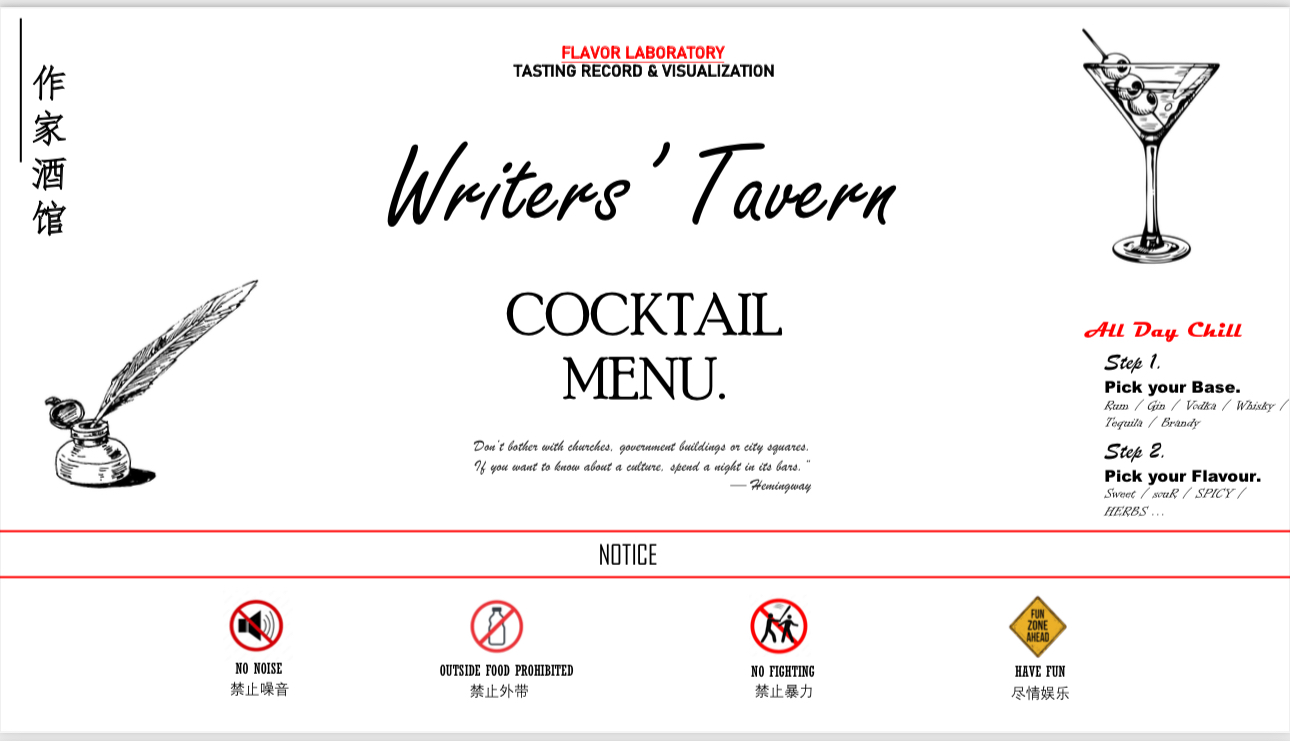 作家酒馆
FLAVOR LABORATORY
TASTING RECORD & VISUALIZATION
Writers’ Tavern
COCKTAIL
MENU.
Don't bother with churches, government buildings or city squares.
If you want to know about a culture, spend a night in its bars. "
— Hemingway
All Day Chill
Step 1.
Pick your Base.
Rum / Gin / Vodka / Whisky /
Tequila / Brandy
Step 2.
Pick your Flavour.
Sweet / souR / SPICY /
HERBS ...
NOTICE
NO NOISE
禁止噪音
OUTSIDE FOOD PROHIBITED
禁止外带
NO FIGHTING
禁止暴力
FUN
ZONE
AHEAD
HAVE FUN
尽情娱乐